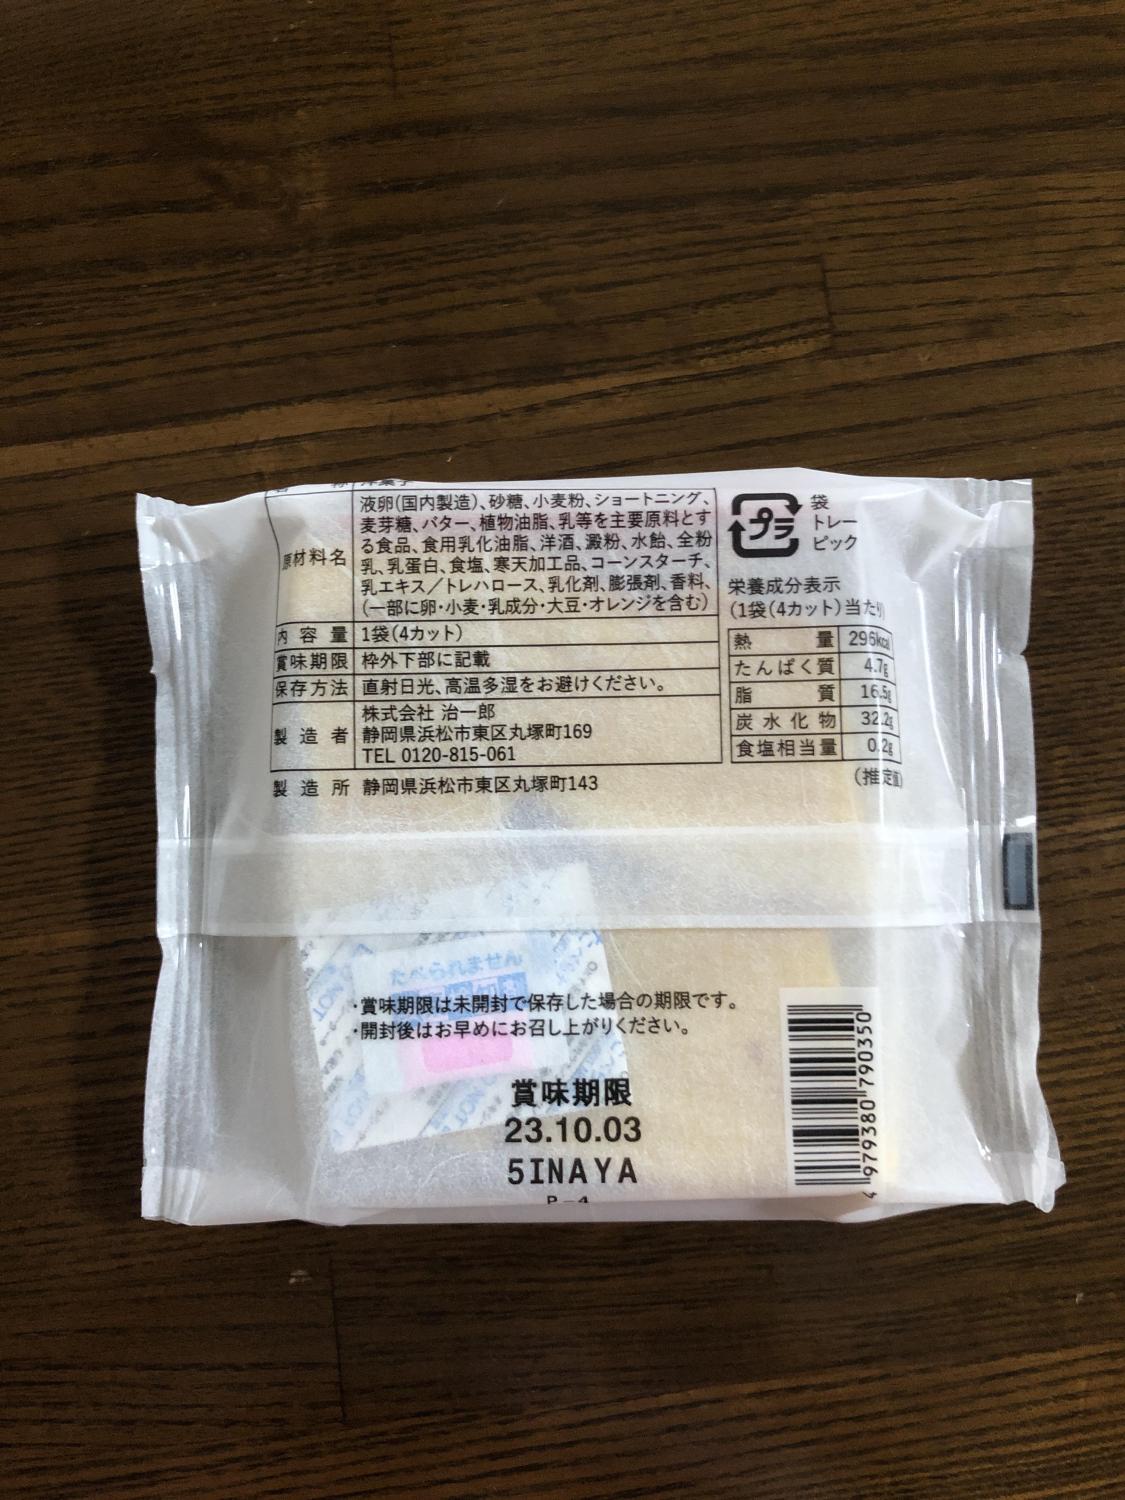 名 称 洋菓子
原材料名 液卵(国内製造)、砂糖、小麦粉、ショートニング、
麦芽糖、バター、植物油脂、乳等を主要原料とす
る食品、食用乳化油脂、洋酒、澱粉、水飴、全粉
乳、乳蛋白、食塩、寒天加工品、コーンスターチ、
乳エキス/トレハロース、乳化剤、膨張剤、香料、
(一部に卵・小麦・乳成分・大豆・オレンジを含む)
内容量 1袋(4カット)
賞味期限 枠外下部に記載
保存方法 直射日光、高温多湿をお避けください。
製造者 株式会社 治一郎
静岡県浜松市東区丸塚町169
TEL 0120-815-061
製造所 静岡県浜松市東区丸塚町143
プラ
袋
トレー
ピック
栄養成分表示
(1袋(4カット)当たり)
熱量 296kcal
たんぱく質 4.7g
脂質 16.5g
炭水化物 32.2g
食塩相当量 0.2g
(推定値)
たべられません
・賞味期限は未開封で保存した場合の期限です。
・開封後はお早めにお召し上がりください。
賞味期限
23.10.03
5INAYA
P-4
4 979380 790350